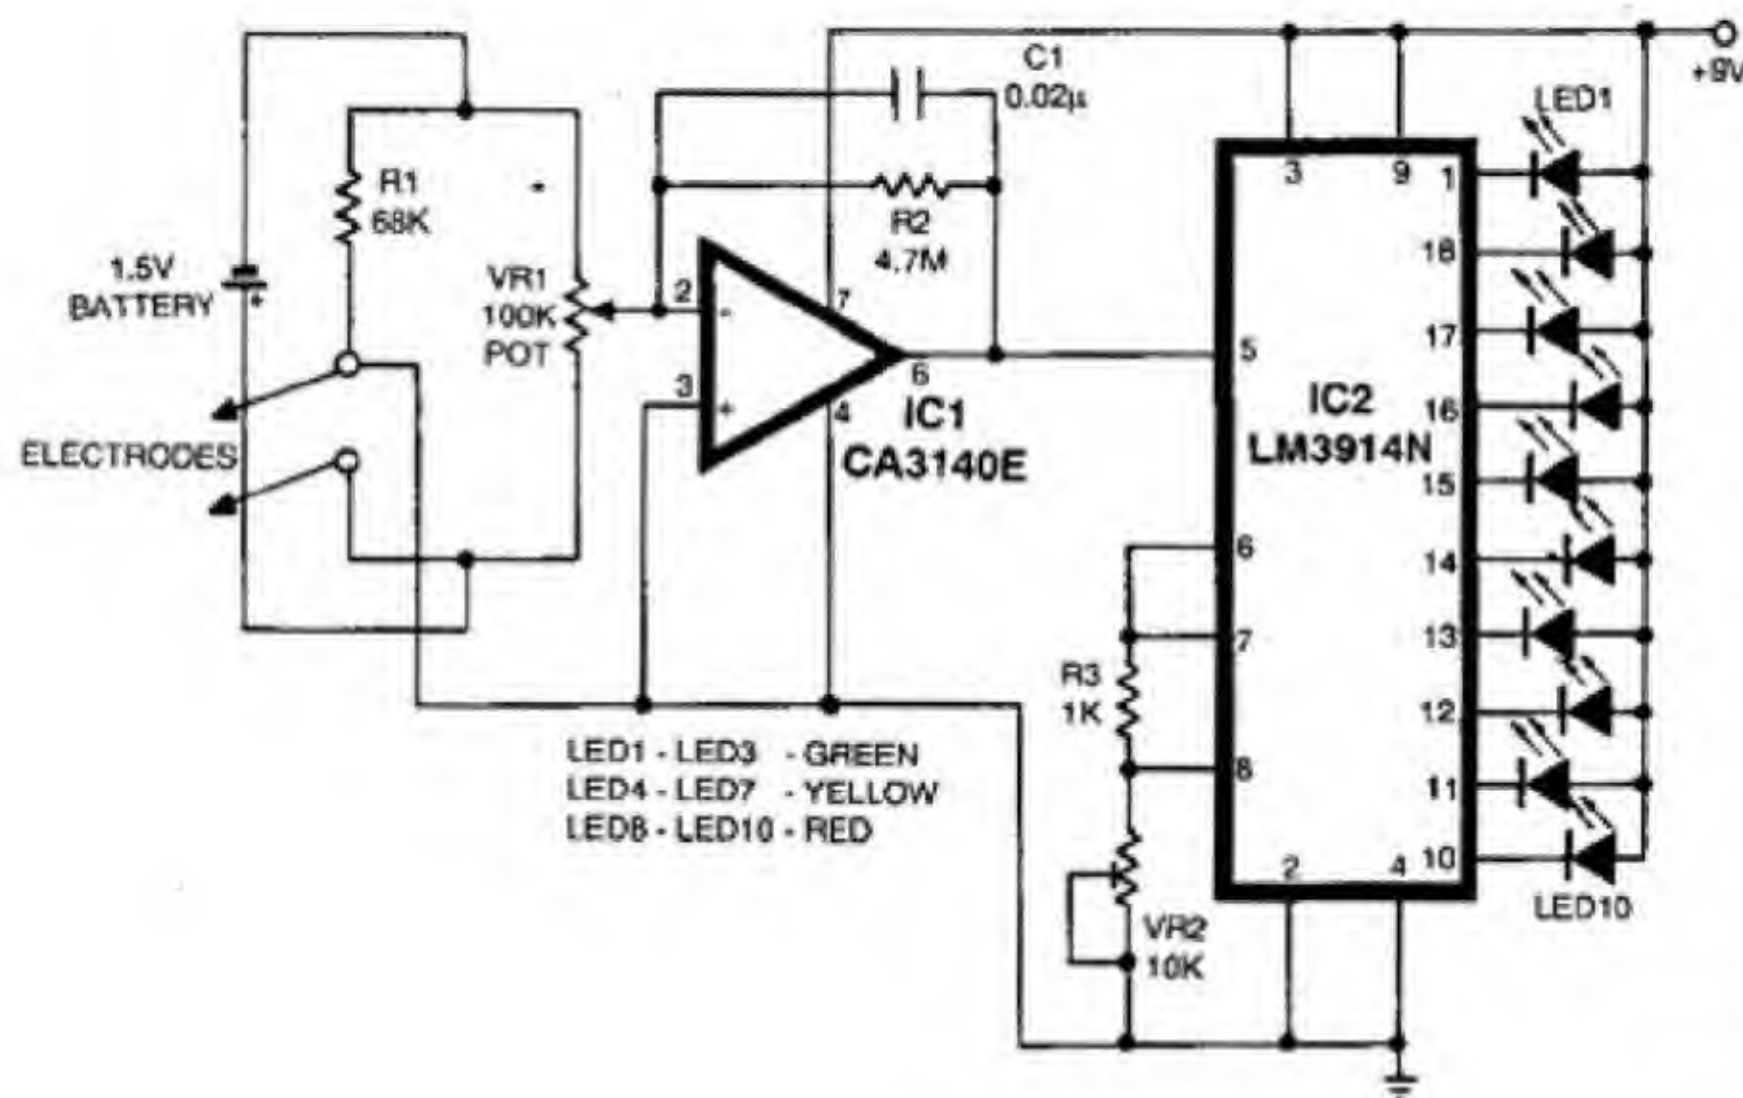 C1
0.02µ
+9V
LED1
R1
68K
R2
4.7M
1.5V
BATTERY
+
VR1
100K
POT
2
-
7
3
+
6
4
IC1
CA3140E
ELECTRODES
3
9
1
18
17
16
15
14
13
12
11
10
5
6
7
8
2
4
IC2
LM3914N
R3
1K
VR2
10K
LED10
LED1 - LED3 - GREEN
LED4 - LED7 - YELLOW
LED8 - LED10 - RED